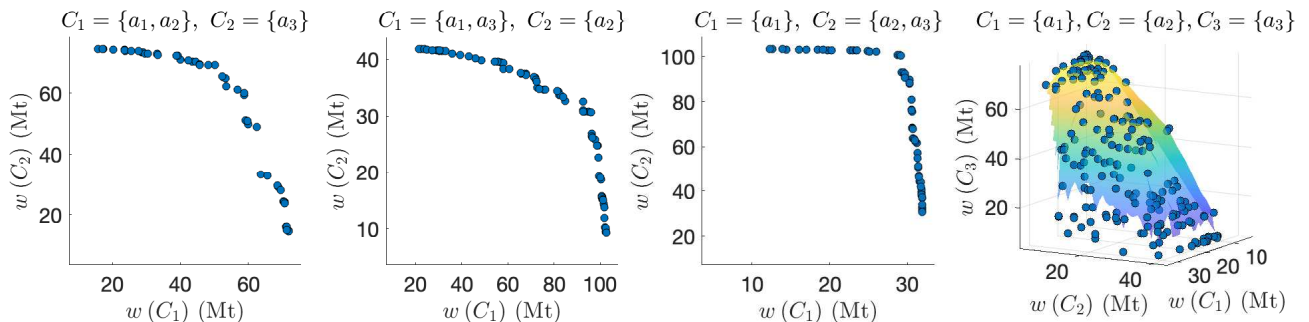 C₁ = {a₁, a₂}, C₂ = {a₃}
w (C₂) (Mt)
60
40
20
20 40 60
w (C₁) (Mt)
C₁ = {a₁, a₃}, C₂ = {a₂}
w (C₂) (Mt)
40
30
20
10
20 40 60 80 100
w (C₁) (Mt)
C₁ = {a₁}, C₂ = {a₂, a₃}
w (C₂) (Mt)
100
80
60
40
20
10 20 30
w (C₁) (Mt)
C₁ = {a₁}, C₂ = {a₂}, C₃ = {a₃}
w (C₃) (Mt)
60
40
20
20 40
w (C₂) (Mt)
30 20 10
w (C₁) (Mt)